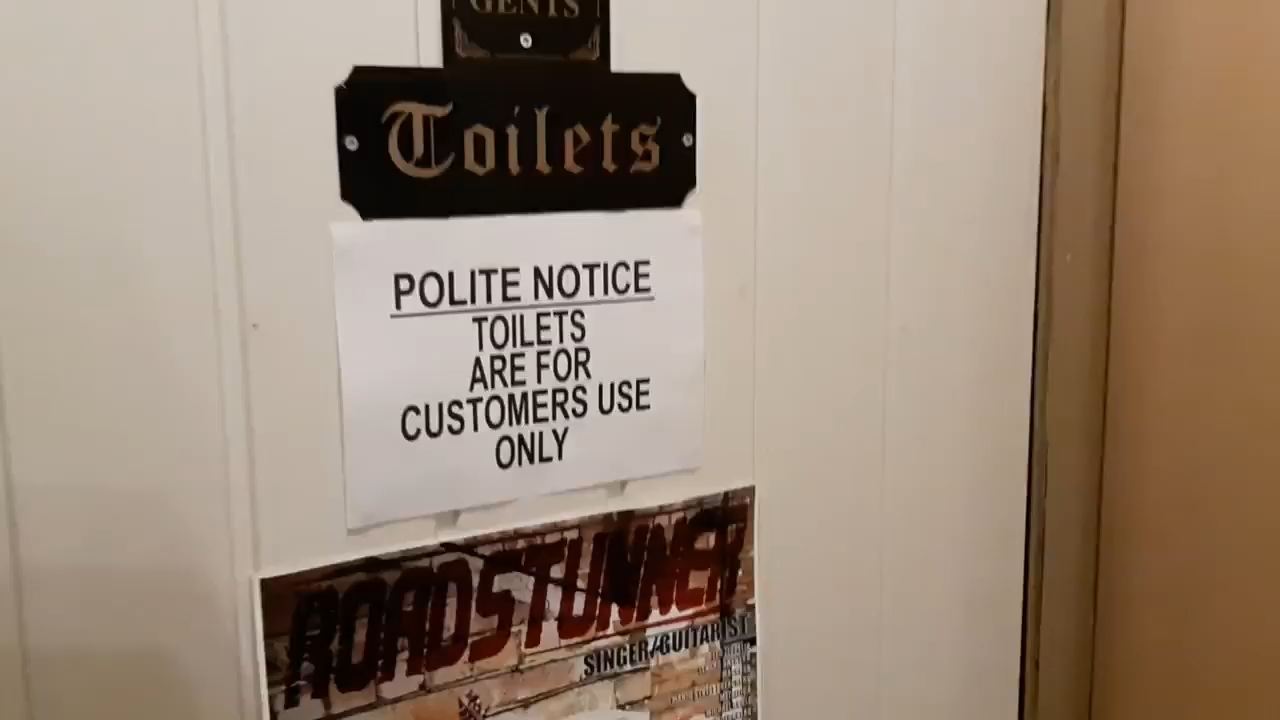 GENTS
Toilets
POLITE NOTICE
TOILETS
ARE FOR
CUSTOMERS USE
ONLY
ROADSTUNNER
SINGER/GUITARIST